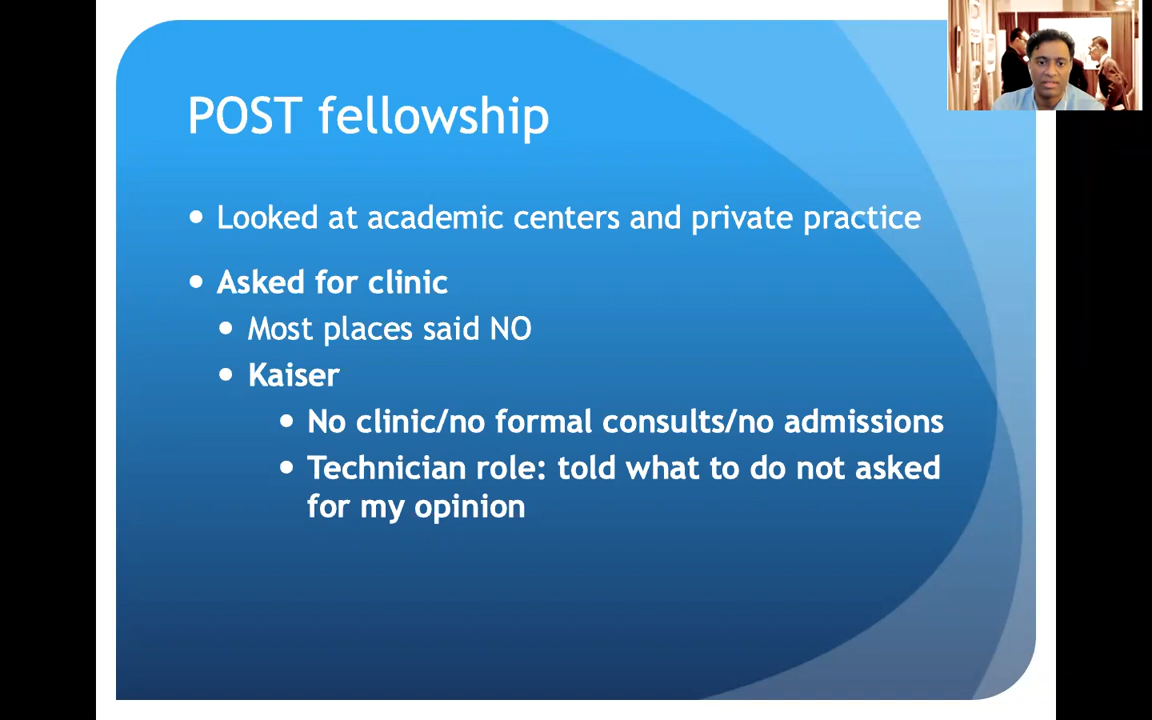 POST fellowship
• Looked at academic centers and private practice
• Asked for clinic
• Most places said NO
• Kaiser
• No clinic/no formal consults/no admissions
• Technician role: told what to do not asked
for my opinion